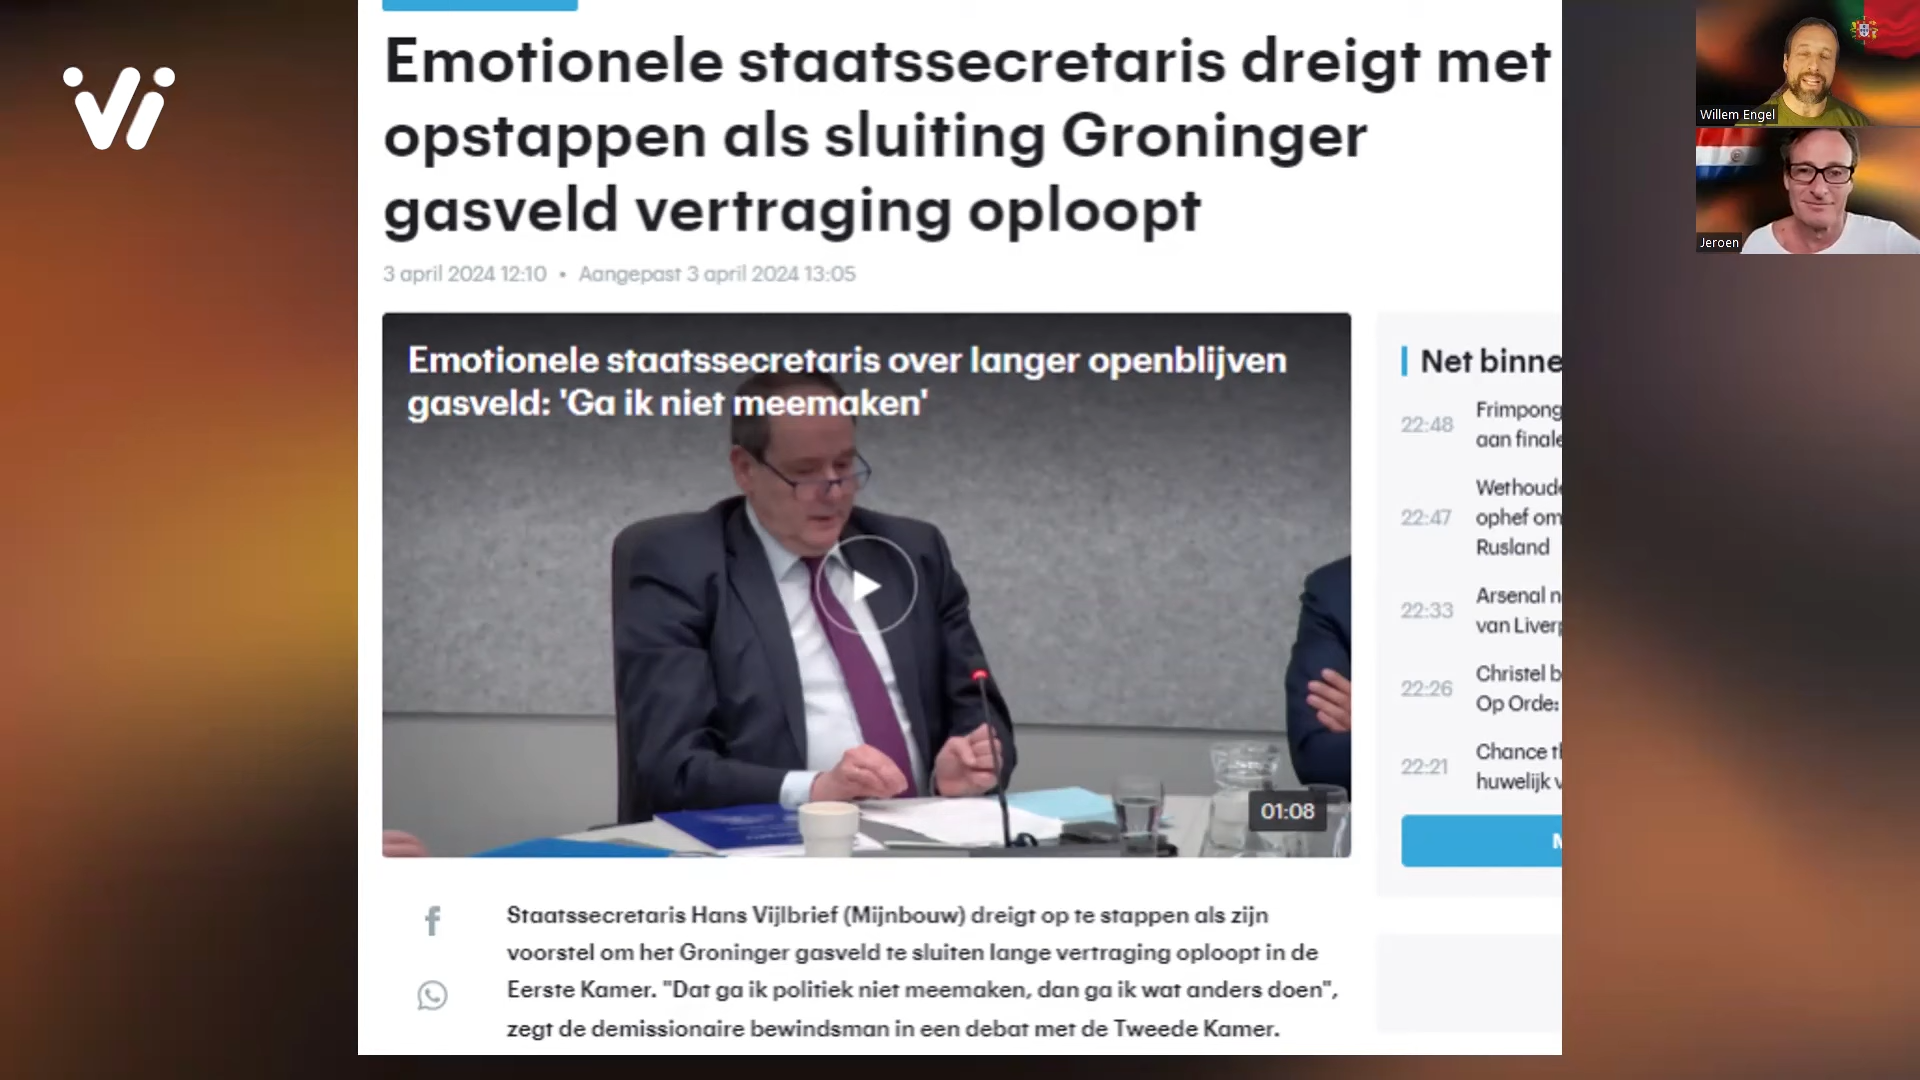 Vi
Emotionele staatssecretaris dreigt met
opstappen als sluiting Groninger
gasveld vertraging oploopt
3 april 2024 12:10 • Aangepast 3 april 2024 13:05
Emotionele staatssecretaris over langer openblijven
gasveld: 'Ga ik niet meemaken'
01:08
Staatssecretaris Hans Vijlbrief (Mijnbouw) dreigt op te stappen als zijn
voorstel om het Groninger gasveld te sluiten lange vertraging oploopt in de
Eerste Kamer. "Dat ga ik politiek niet meemaken, dan ga ik wat anders doen",
zegt de demissionaire bewindsman in een debat met de Tweede Kamer.
Net binne
22:48
Frimpong
aan finale
22:47
Wethoude
ophef om
Rusland
22:33
Arsenal n
van Liverp
22:26
Christel b
Op Orde:
22:21
Chance th
huwelijk v
Willem Engel
Jeroen